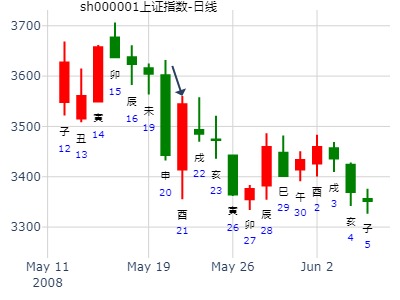 sh000001上证指数-日线
3700
3600
3500
3400
3300
子
12
丑
13
寅
14
卯
15
辰
16
未
19
申
20
酉
21
戌
22
亥
23
寅
26
卯
27
辰
28
巳
29
午
30
酉
2
戌
3
亥
4
子
5
May 11
2008
May 19
May 26
Jun 2